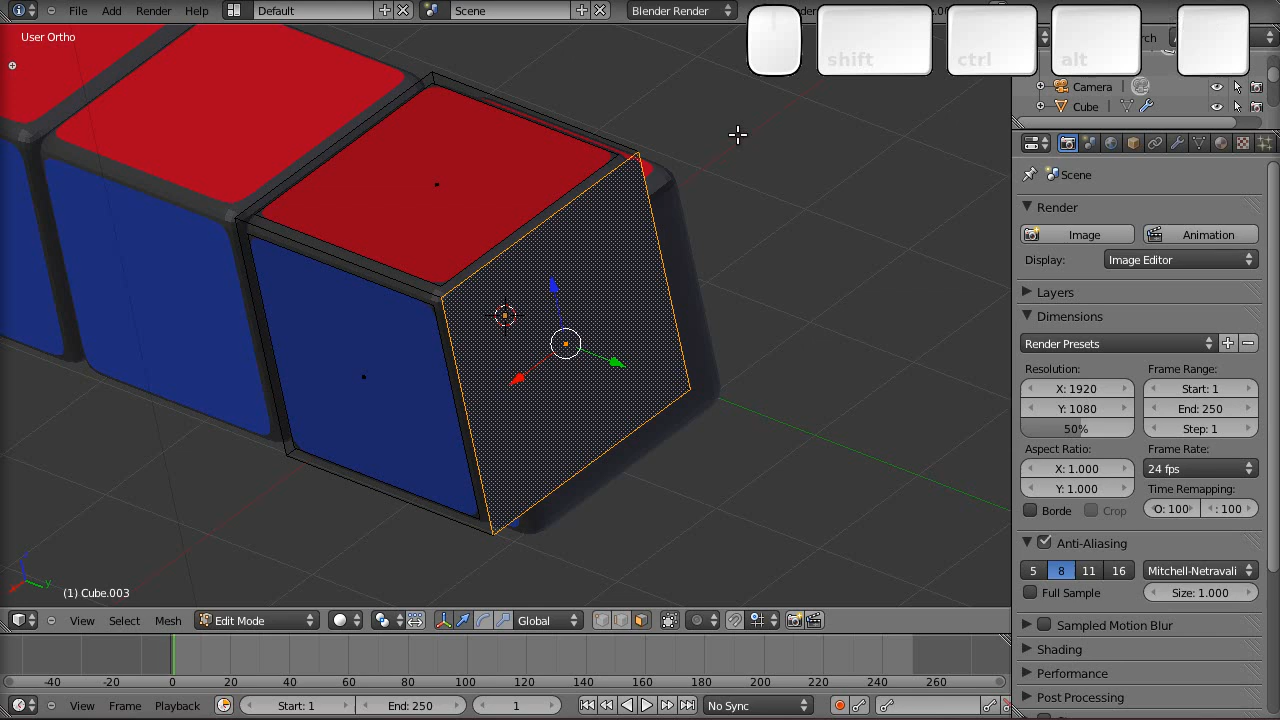 File Add Render Help Default Scene Blender Render
shift ctrl alt
User Ortho
Camera
Cube
Scene
Render
Image Animation
Display: Image Editor
Layers
Dimensions
Render Presets
Resolution: Frame Range:
X: 1920 Start: 1
Y: 1080 End: 250
50% Step: 1
Aspect Ratio: Frame Rate:
X: 1.000 24 fps
Y: 1.000 Time Remapping:
Borde Crop O: 100 : 100
Anti-Aliasing
5 8 11 16 Mitchell-Netravali
Full Sample Size: 1.000
Sampled Motion Blur
Shading
Performance
Post Processing
y
(1) Cube.003
View Select Mesh Edit Mode Global
-40 -20 0 20 40 60 80 100 120 140 160 180 200 220 240 260
View Frame Playback Start: 1 End: 250 1 No Sync